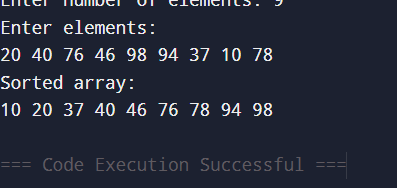 Enter number of elements: 9
Enter elements:
20 40 76 46 98 94 37 10 78
Sorted array:
10 20 37 40 46 76 78 94 98
=== Code Execution Successful ===